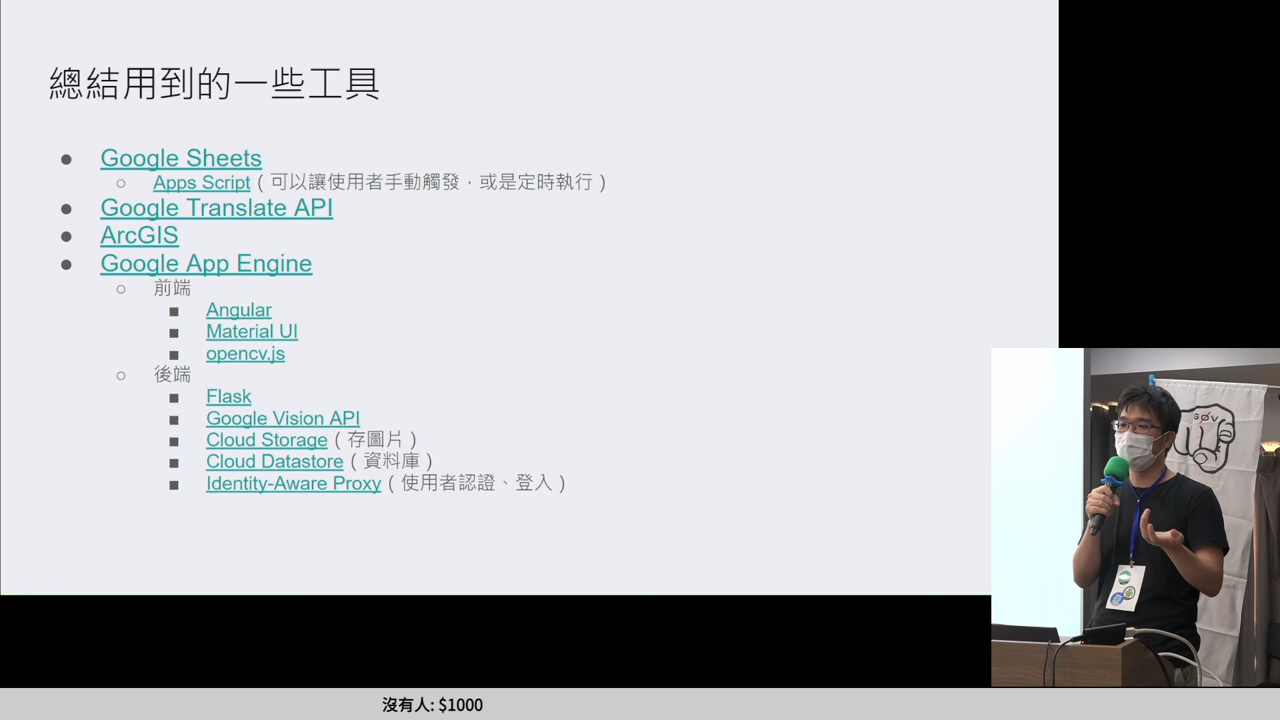 總結用到的一些工具
● Google Sheets
○ Apps Script（可以讓使用者手動觸發，或是定時執行）
● Google Translate API
● ArcGIS
● Google App Engine
○ 前端
■ Angular
■ Material UI
■ opencv.js
○ 後端
■ Flask
■ Google Vision API
■ Cloud Storage（存圖片）
■ Cloud Datastore（資料庫）
■ Identity-Aware Proxy（使用者認證、登入）
G0V
沒有人: $1000